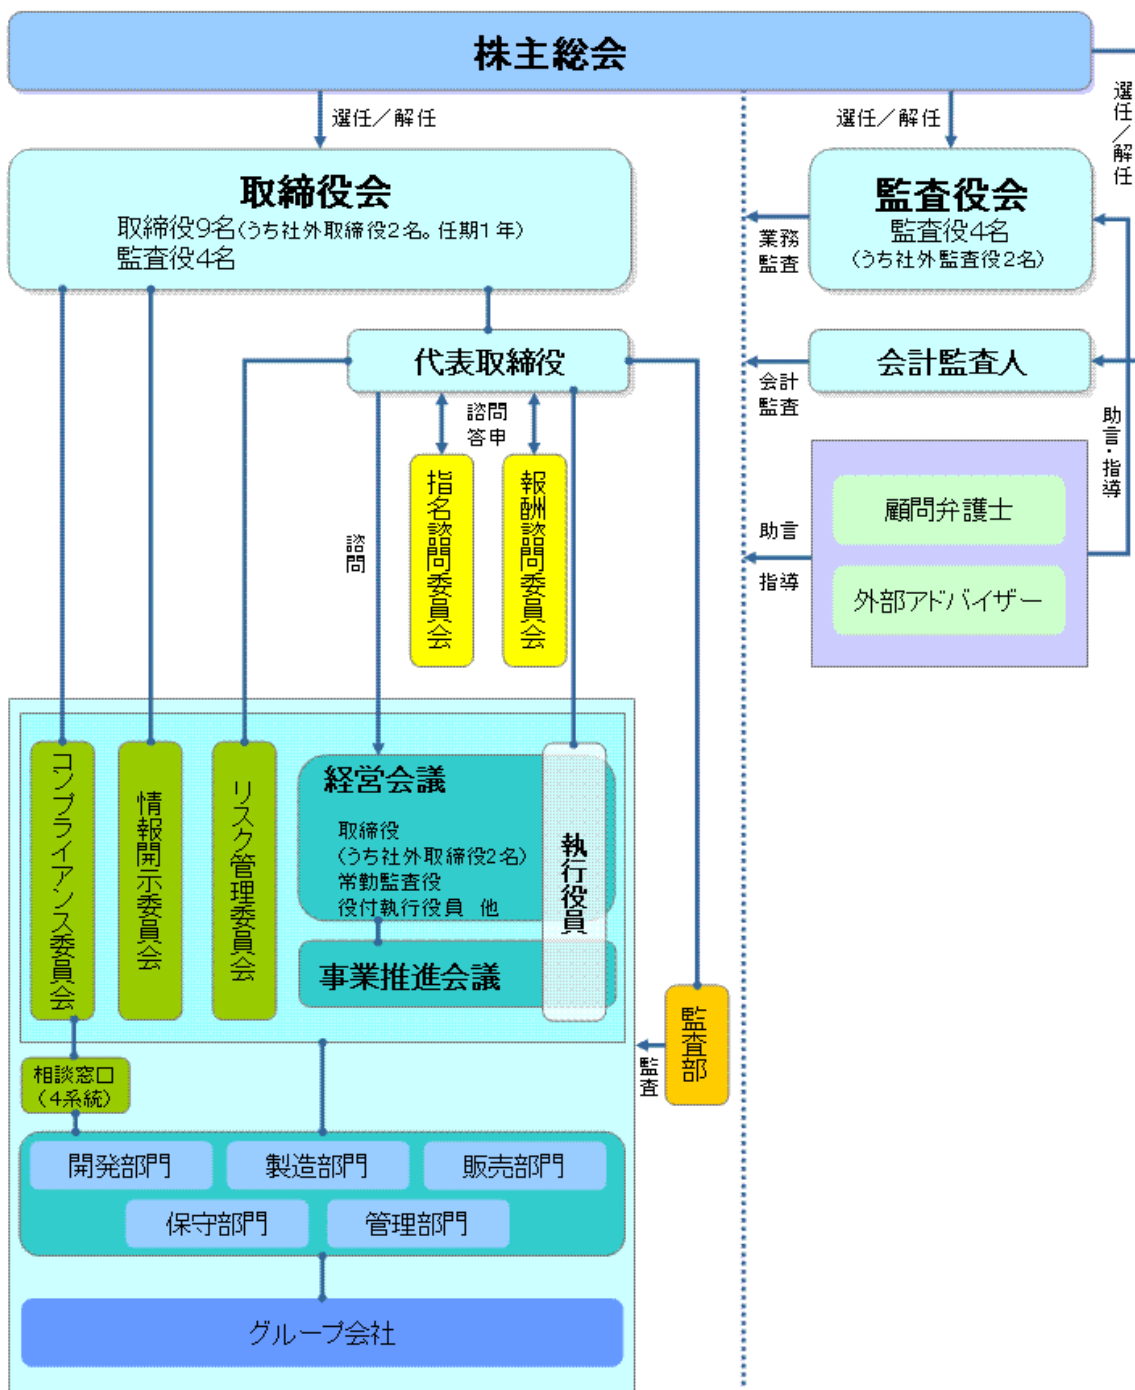 株主総会
選任／解任
選任／解任
選任／解任
取締役会
取締役9名(うち社外取締役2名。任期1年)
監査役4名
監査役会
監査役4名
(うち社外監査役2名)
業務
監査
代表取締役
会計監査人
会計
監査
諮問
答申
助言・指導
指名諮問委員会
報酬諮問委員会
諮問
顧問弁護士
助言
指導
外部アドバイザー
コンプライアンス委員会
情報開示委員会
リスク管理委員会
経営会議
取締役
(うち社外取締役2名)
常勤監査役
役付執行役員 他
執行役員
事業推進会議
監査部
監査
相談窓口
(4系統)
開発部門
製造部門
販売部門
保守部門
管理部門
グループ会社